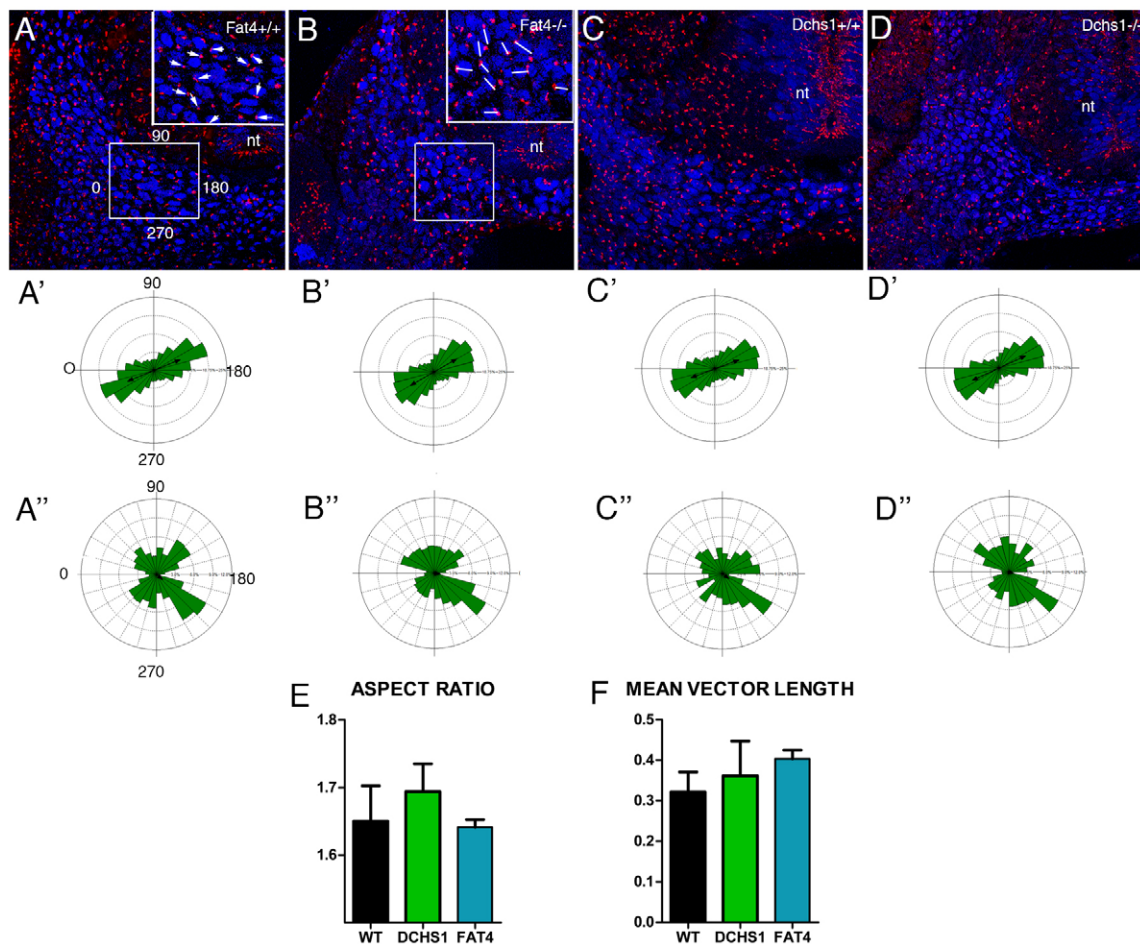 A Fat4+/+
B Fat4-/-
C Dchs1+/+
D Dchs1-/-
nt
nt
nt
nt
90
0
180
270
A'
B'
C'
D'
90
O
180
270
A''
B''
C''
D''
90
0
180
270
E ASPECT RATIO
1.8
1.7
1.6
WT DCHS1 FAT4
F MEAN VECTOR LENGTH
0.5
0.4
0.3
0.2
0.1
0.0
WT DCHS1 FAT4